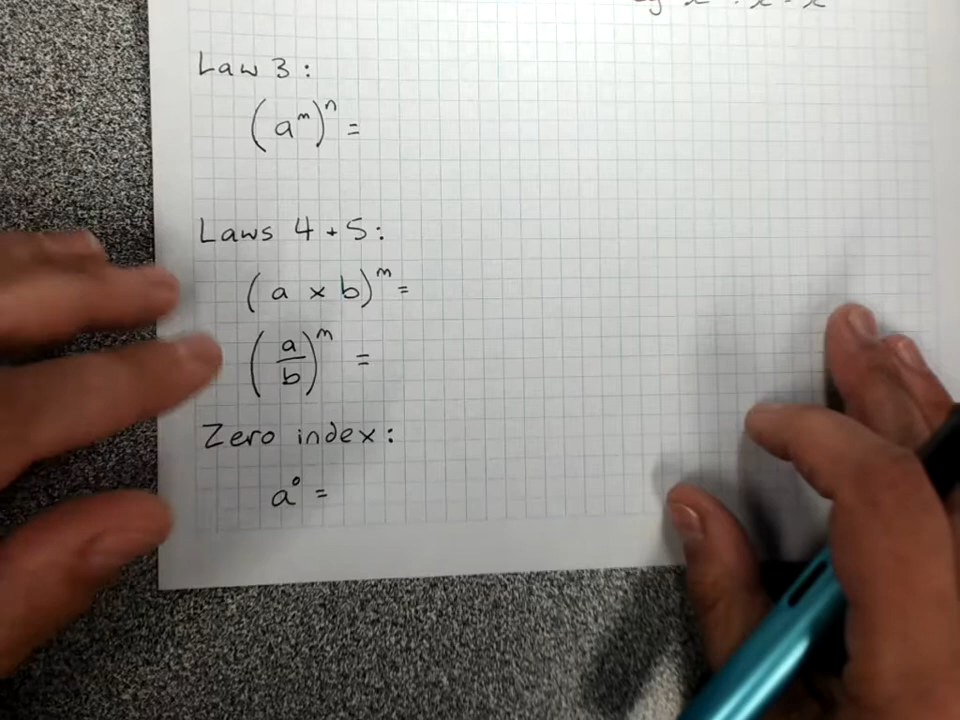 Law 3:
(a^m)^n =
Laws 4 + 5:
(a × b)^m =
(a/b)^m =
Zero index:
a^0 =